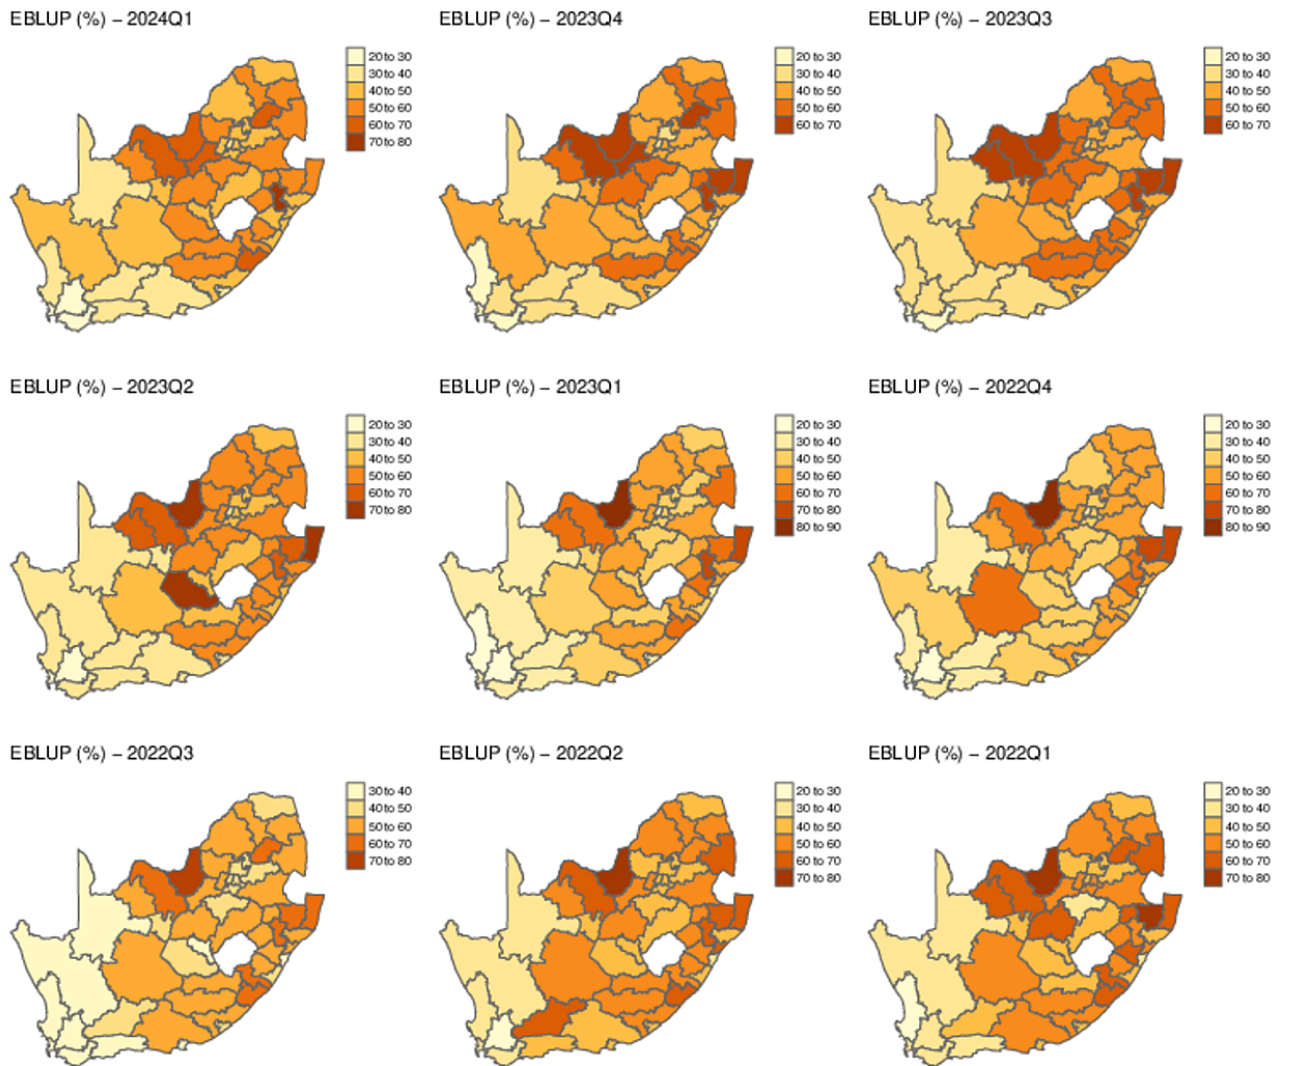 EBLUP (%) – 2024Q1
20 to 30
30 to 40
40 to 50
50 to 60
60 to 70
70 to 80
EBLUP (%) – 2023Q4
20 to 30
30 to 40
40 to 50
50 to 60
60 to 70
EBLUP (%) – 2023Q3
20 to 30
30 to 40
40 to 50
50 to 60
60 to 70
EBLUP (%) – 2023Q2
20 to 30
30 to 40
40 to 50
50 to 60
60 to 70
70 to 80
EBLUP (%) – 2023Q1
20 to 30
30 to 40
40 to 50
50 to 60
60 to 70
70 to 80
80 to 90
EBLUP (%) – 2022Q4
20 to 30
30 to 40
40 to 50
50 to 60
60 to 70
70 to 80
80 to 90
EBLUP (%) – 2022Q3
30 to 40
40 to 50
50 to 60
60 to 70
70 to 80
EBLUP (%) – 2022Q2
20 to 30
30 to 40
40 to 50
50 to 60
60 to 70
70 to 80
EBLUP (%) – 2022Q1
20 to 30
30 to 40
40 to 50
50 to 60
60 to 70
70 to 80